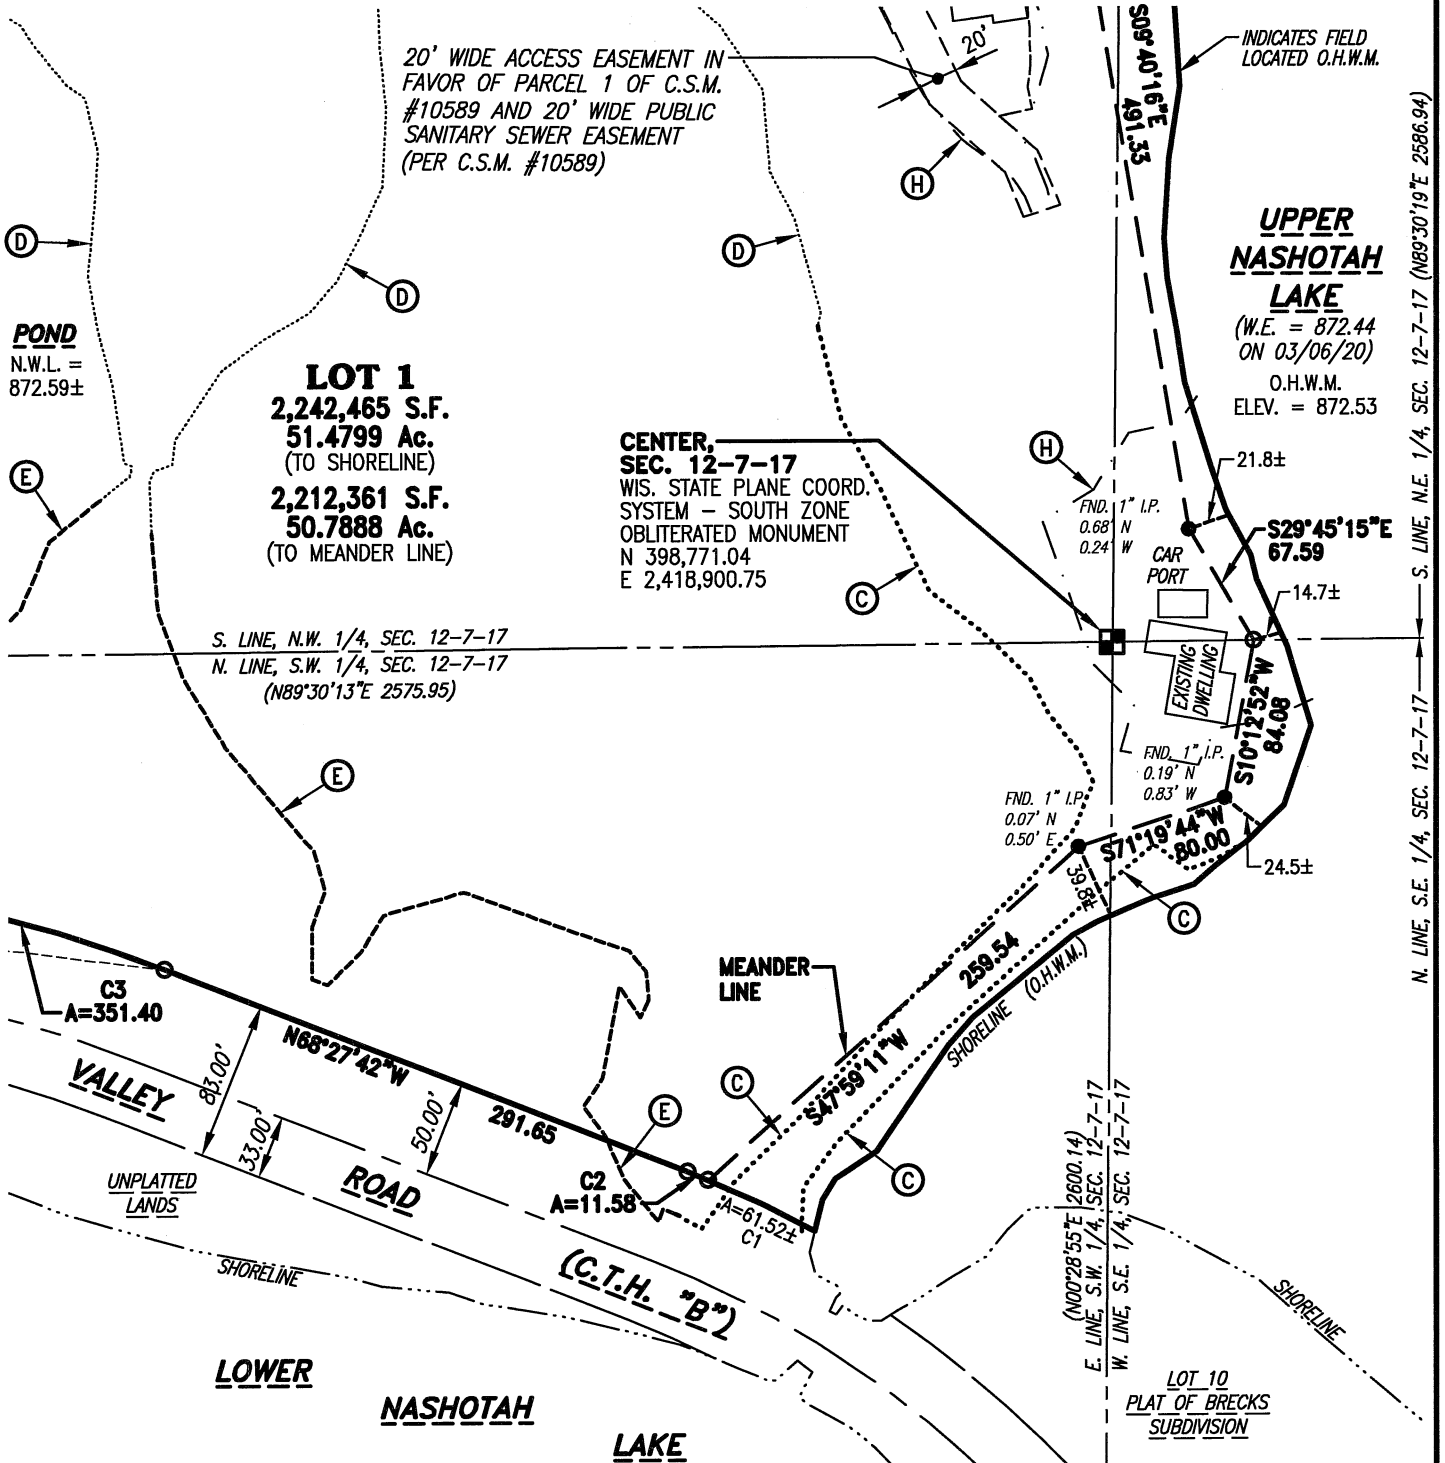 20' WIDE ACCESS EASEMENT IN
FAVOR OF PARCEL 1 OF C.S.M.
#10589 AND 20' WIDE PUBLIC
SANITARY SEWER EASEMENT
(PER C.S.M. #10589)
20'
S09°40'16"E
491.33
INDICATES FIELD
LOCATED O.H.W.M.
H
D
D
D
UPPER
NASHOTAH
LAKE
(W.E. = 872.44
ON 03/06/20)
O.H.W.M.
ELEV. = 872.53
S. LINE, N.E. 1/4, SEC. 12-7-17 (N89°30'19"E 2586.94)
N. LINE, S.E. 1/4, SEC. 12-7-17
POND
N.W.L. =
872.59±
LOT 1
2,242,465 S.F.
51.4799 Ac.
(TO SHORELINE)
2,212,361 S.F.
50.7888 Ac.
(TO MEANDER LINE)
E
CENTER,
SEC. 12-7-17
WIS. STATE PLANE COORD.
SYSTEM - SOUTH ZONE
OBLITERATED MONUMENT
N 398,771.04
E 2,418,900.75
H
21.8±
FND. 1" I.P.
0.68' N
0.24' W
S29°45'15"E
67.59
CAR
PORT
14.7±
C
S. LINE, N.W. 1/4, SEC. 12-7-17
N. LINE, S.W. 1/4, SEC. 12-7-17
(N89°30'13"E 2575.95)
EXISTING
DWELLING
S10°12'52"W
84.08
E
FND. 1" I.P.
0.19' N
0.83' W
FND. 1" I.P.
0.07' N
0.50' E
S71°19'44"W
80.00
24.5±
39.8±
C
MEANDER
LINE
259.54
S47°59'11"W
SHORELINE (O.H.W.M.)
C3
A=351.40
N68°27'42"W
291.65
VALLEY
83.00'
33.00'
50.00'
C
E
C
C2
A=11.58
A=61.52±
C1
UNPLATTED
LANDS
ROAD
(C.T.H. "B")
SHORELINE
(N00°28'55"E 2600.14)
E. LINE, S.W. 1/4, SEC. 12-7-17
W. LINE, S.E. 1/4, SEC. 12-7-17
SHORELINE
LOWER
NASHOTAH
LAKE
LOT 10
PLAT OF BRECKS
SUBDIVISION